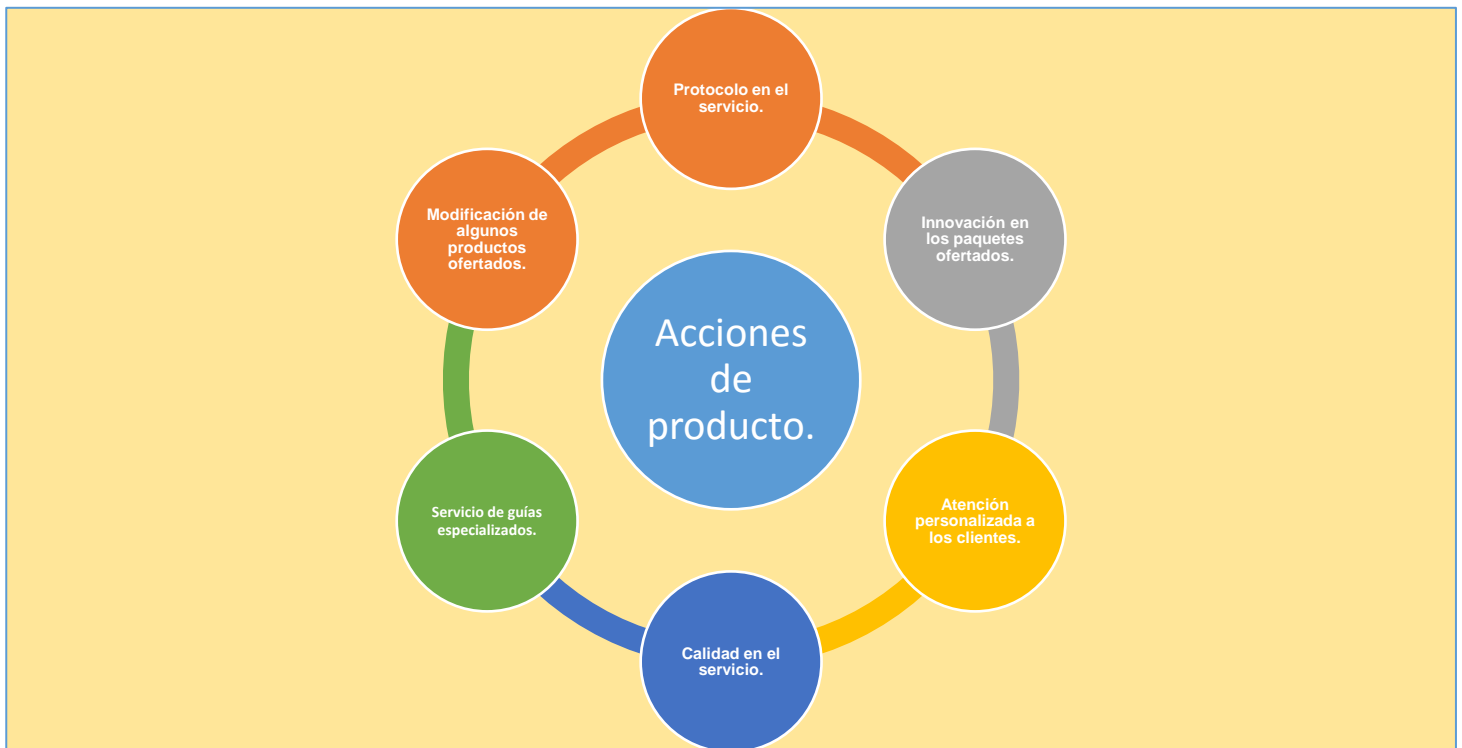 Protocolo en el
servicio.
Innovación en
los paquetes
ofertados.
Atención
personalizada a
los clientes.
Calidad en el
servicio.
Servicio de guías
especializados.
Modificación de
algunos
productos
ofertados.
Acciones
de
producto.